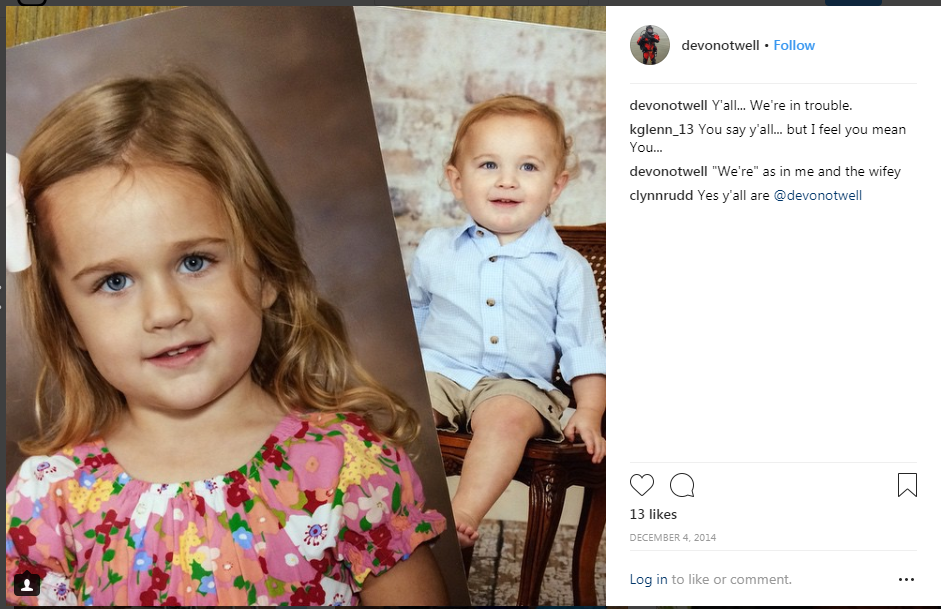 devonotwell • Follow
devonotwell Y'all... We're in trouble.
kglenn_13 You say y'all... but I feel you mean
You...
devonotwell "We're" as in me and the wifey
clynnrudd Yes y'all are @devonotwell
13 likes
DECEMBER 4, 2014
Log in to like or comment.